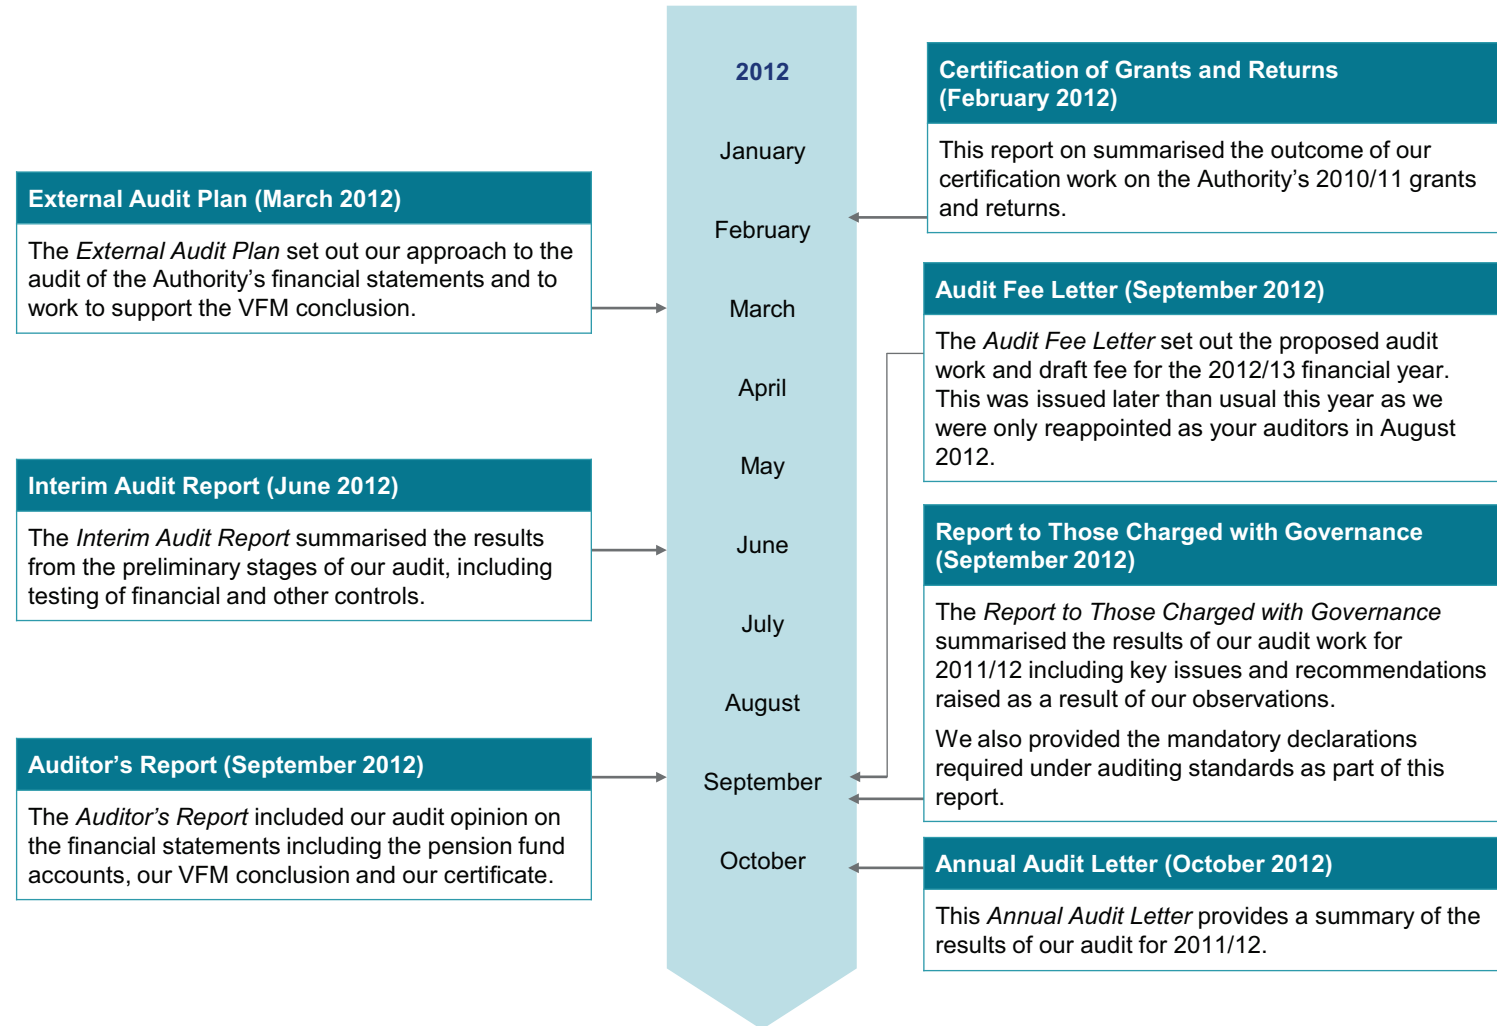 2012
January
February
March
April
May
June
July
August
September
October
External Audit Plan (March 2012)
The External Audit Plan set out our approach to the
audit of the Authority’s financial statements and to
work to support the VFM conclusion.
Interim Audit Report (June 2012)
The Interim Audit Report summarised the results
from the preliminary stages of our audit, including
testing of financial and other controls.
Auditor’s Report (September 2012)
The Auditor’s Report included our audit opinion on
the financial statements including the pension fund
accounts, our VFM conclusion and our certificate.
Certification of Grants and Returns
(February 2012)
This report on summarised the outcome of our
certification work on the Authority’s 2010/11 grants
and returns.
Audit Fee Letter (September 2012)
The Audit Fee Letter set out the proposed audit
work and draft fee for the 2012/13 financial year.
This was issued later than usual this year as we
were only reappointed as your auditors in August
2012.
Report to Those Charged with Governance
(September 2012)
The Report to Those Charged with Governance
summarised the results of our audit work for
2011/12 including key issues and recommendations
raised as a result of our observations.
We also provided the mandatory declarations
required under auditing standards as part of this
report.
Annual Audit Letter (October 2012)
This Annual Audit Letter provides a summary of the
results of our audit for 2011/12.